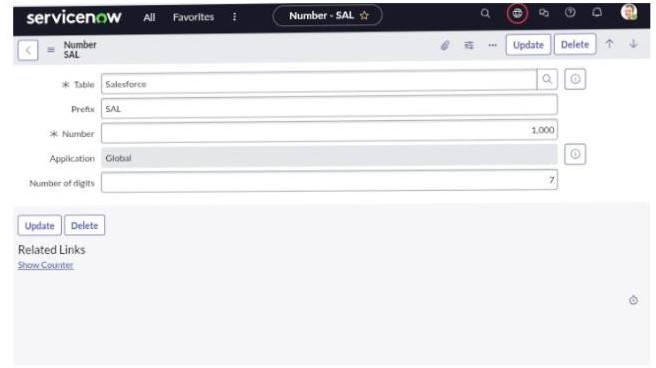 servicenow All Favorites Number - SAL
Number
SAL
Update Delete
* Table Salesforce
Prefix SAL
* Number 1,000
Application Global
Number of digits 7
Update Delete
Related Links
Show Counter